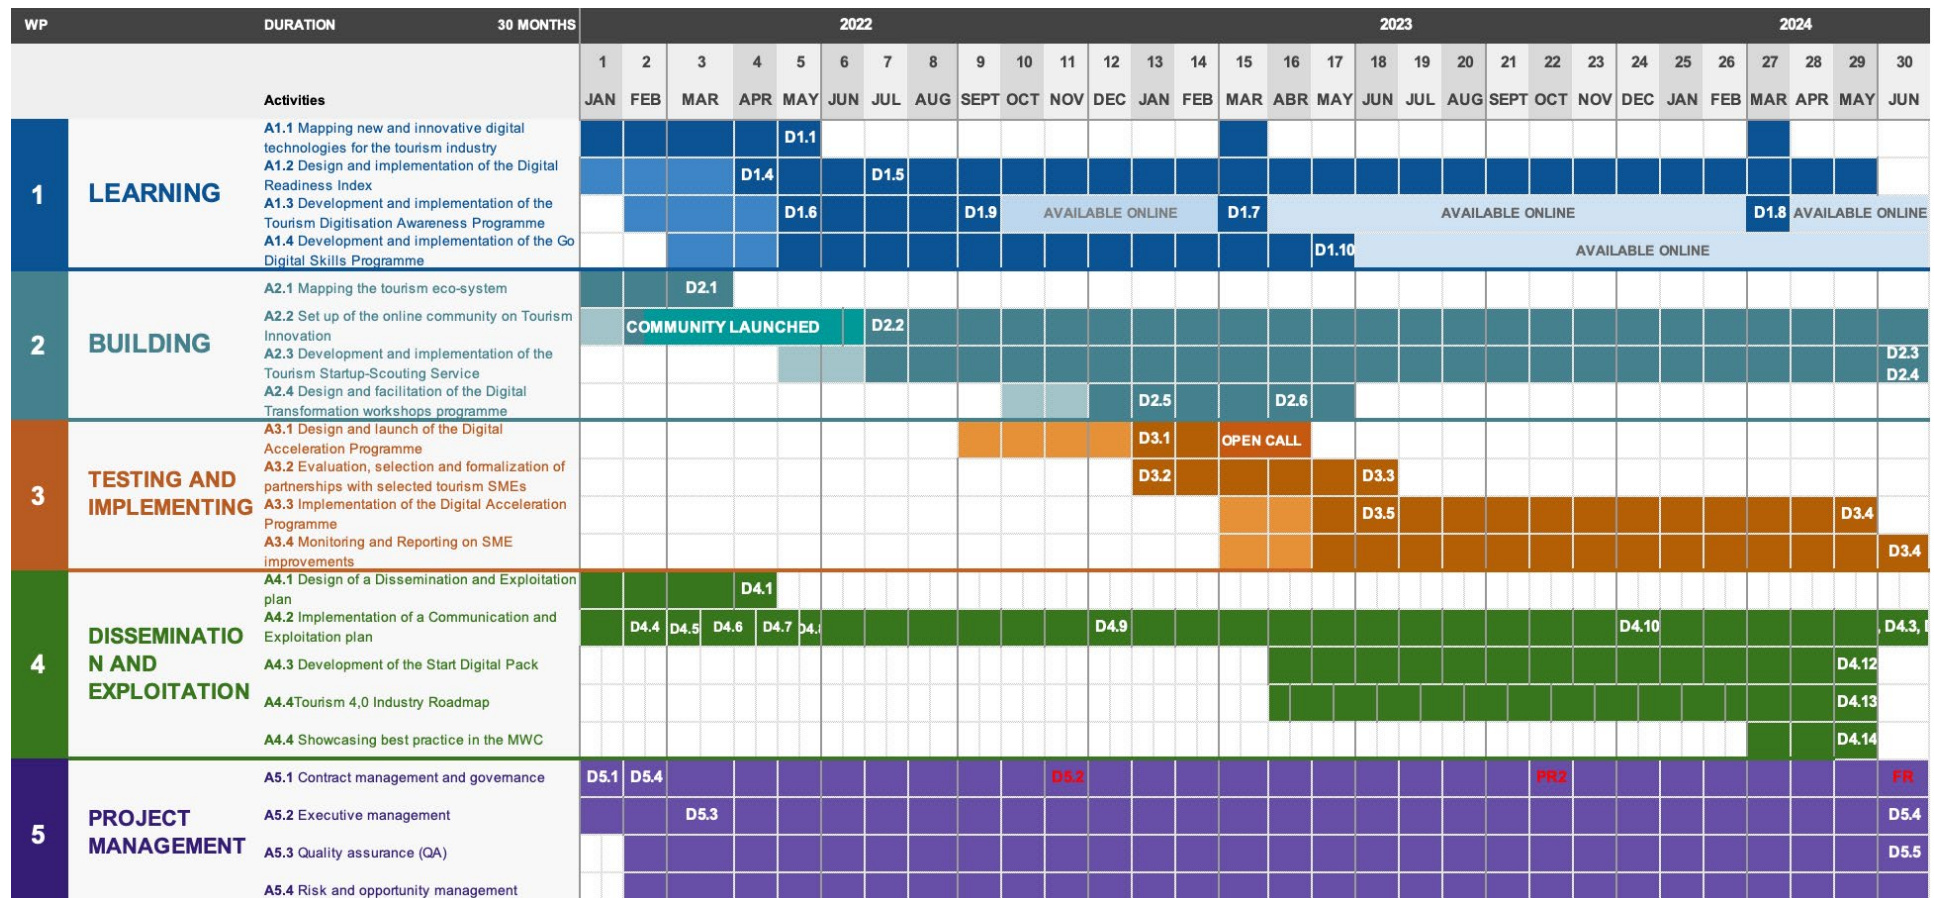 WP DURATION 30 MONTHS 2022 2023 2024
1 2 3 4 5 6 7 8 9 10 11 12 13 14 15 16 17 18 19 20 21 22 23 24 25 26 27 28 29 30
Activities JAN FEB MAR APR MAY JUN JUL AUG SEPT OCT NOV DEC JAN FEB MAR ABR MAY JUN JUL AUG SEPT OCT NOV DEC JAN FEB MAR APR MAY JUN
1
LEARNING
A1.1 Mapping new and innovative digital
technologies for the tourism industry
D1.1
A1.2 Design and implementation of the Digital
Readiness Index
D1.4 D1.5
A1.3 Development and implementation of the
Tourism Digitisation Awareness Programme
D1.6 D1.9 AVAILABLE ONLINE D1.7 AVAILABLE ONLINE D1.8 AVAILABLE ONLINE
A1.4 Development and implementation of the Go
Digital Skills Programme
D1.10 AVAILABLE ONLINE
2
BUILDING
A2.1 Mapping the tourism eco-system
D2.1
A2.2 Set up of the online community on Tourism
Innovation
COMMUNITY LAUNCHED D2.2
A2.3 Development and implementation of the
Tourism Startup-Scouting Service
D2.3
D2.4
A2.4 Design and facilitation of the Digital
Transformation workshops programme
D2.5 D2.6
3
TESTING AND
IMPLEMENTING
A3.1 Design and launch of the Digital
Acceleration Programme
D3.1 OPEN CALL
A3.2 Evaluation, selection and formalization of
partnerships with selected tourism SMEs
D3.2 D3.3
A3.3 Implementation of the Digital Acceleration
Programme
D3.5 D3.4
A3.4 Monitoring and Reporting on SME
improvements
D3.4
4
DISSEMINATIO
N AND
EXPLOITATION
A4.1 Design of a Dissemination and Exploitation
plan
D4.1
A4.2 Implementation of a Communication and
Exploitation plan
D4.4 D4.5 D4.6 D4.7 D4.9 D4.10 , D4.3,
A4.3 Development of the Start Digital Pack
D4.12
A4.4Tourism 4,0 Industry Roadmap
D4.13
A4.4 Showcasing best practice in the MWC
D4.14
5
PROJECT
MANAGEMENT
A5.1 Contract management and governance
D5.1 D5.4 D5.2 PR2 FR
A5.2 Executive management
D5.3 D5.4
A5.3 Quality assurance (QA)
D5.5
A5.4 Risk and opportunity management